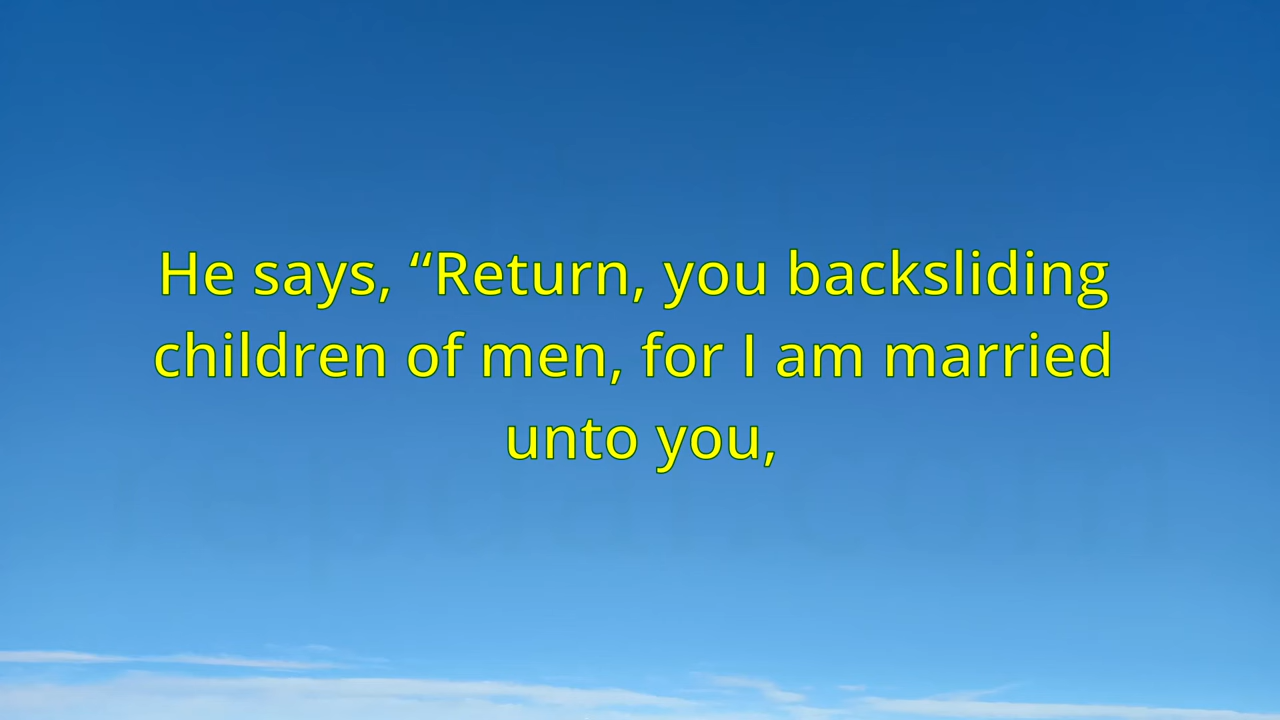 He says, “Return, you backsliding
children of men, for I am married
unto you,